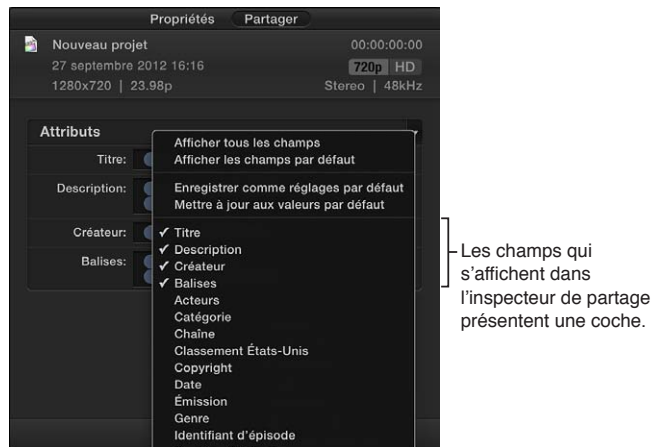 Propriétés Partager
Nouveau projet 00:00:00:00
27 septembre 2012 16:16 720p HD
1280x720 | 23.98p Stereo | 48kHz
Attributs
Afficher tous les champs
Titre: Afficher les champs par défaut
Description: Enregistrer comme réglages par défaut
Mettre à jour aux valeurs par défaut
Créateur: ✓ Titre
✓ Description
Balises: ✓ Créateur
✓ Balises
Acteurs
Catégorie
Chaîne
Classement États-Unis
Copyright
Date
Émission
Genre
Identifiant d'épisode
Les champs qui
s'affichent dans
l'inspecteur de partage
présentent une coche.